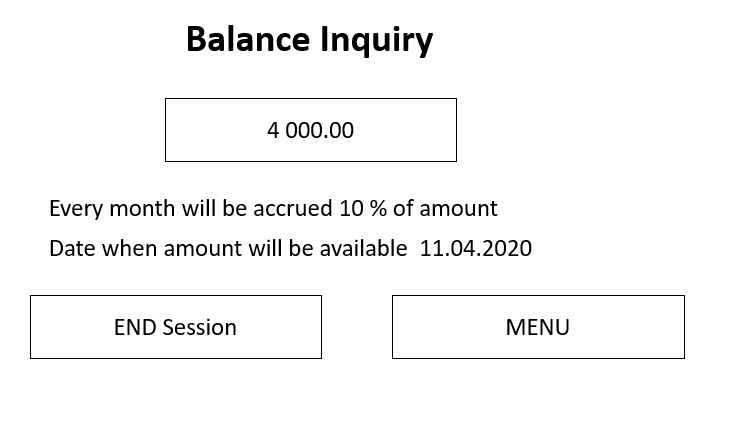 Balance Inquiry
4 000.00
Every month will be accrued 10 % of amount
Date when amount will be available 11.04.2020
END Session
MENU